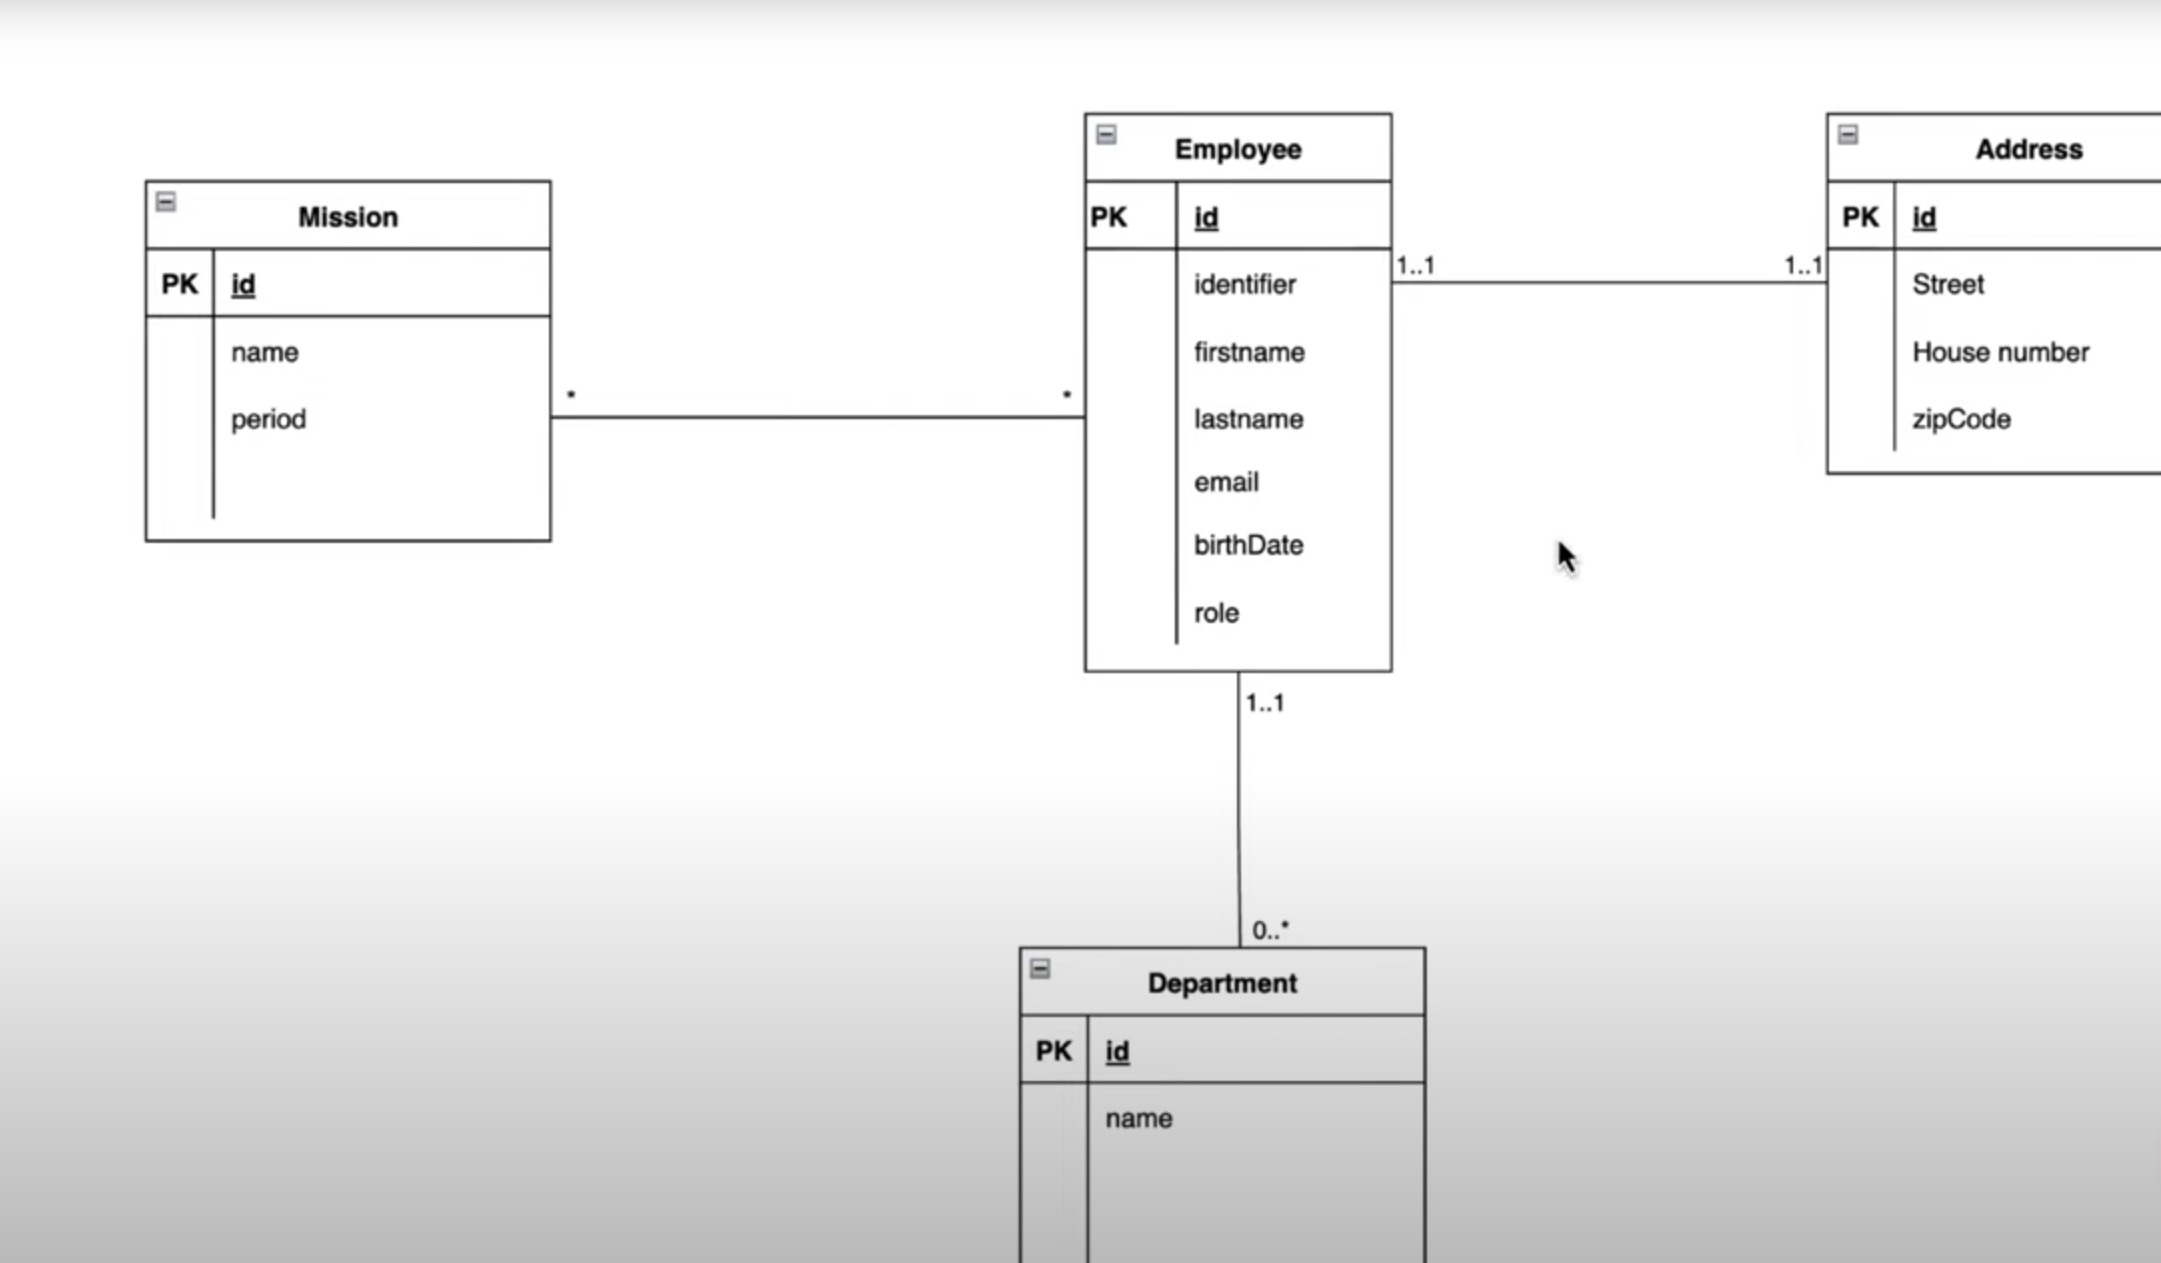 Mission
PK id
name
period
*
*
Employee
PK id
identifier
firstname
lastname
email
birthDate
role
1..1
1..1
Address
PK id
Street
House number
zipCode
1..1
0..*
Department
PK id
name